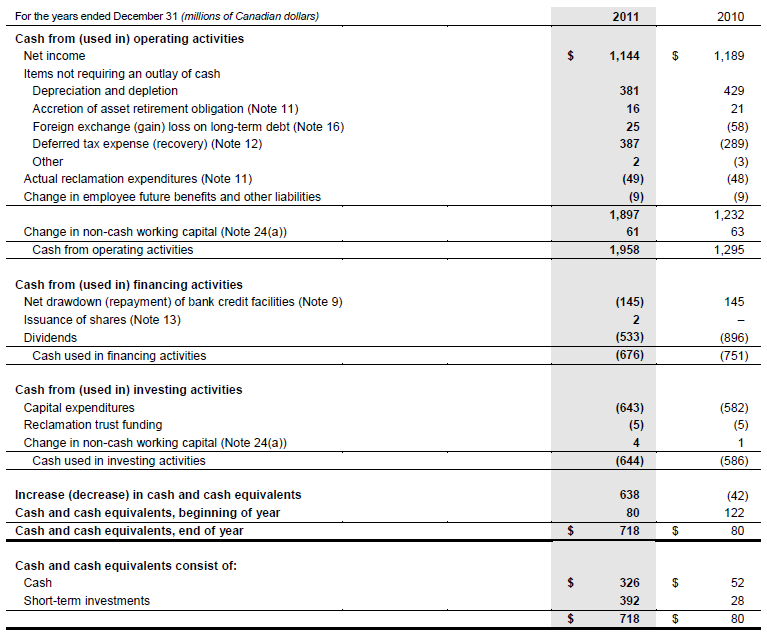 For the years ended December 31 (millions of Canadian dollars) 2011 2010
Cash from (used in) operating activities
Net income $ 1,144 $ 1,189
Items not requiring an outlay of cash
Depreciation and depletion 381 429
Accretion of asset retirement obligation (Note 11) 16 21
Foreign exchange (gain) loss on long-term debt (Note 16) 25 (58)
Deferred tax expense (recovery) (Note 12) 387 (289)
Other 2 (3)
Actual reclamation expenditures (Note 11) (49) (48)
Change in employee future benefits and other liabilities (9) (9)
1,897 1,232
Change in non-cash working capital (Note 24(a)) 61 63
Cash from operating activities 1,958 1,295
Cash from (used in) financing activities
Net drawdown (repayment) of bank credit facilities (Note 9) (145) 145
Issuance of shares (Note 13) 2 –
Dividends (533) (896)
Cash used in financing activities (676) (751)
Cash from (used in) investing activities
Capital expenditures (643) (582)
Reclamation trust funding (5) (5)
Change in non-cash working capital (Note 24(a)) 4 1
Cash used in investing activities (644) (586)
Increase (decrease) in cash and cash equivalents 638 (42)
Cash and cash equivalents, beginning of year 80 122
Cash and cash equivalents, end of year $ 718 $ 80
Cash and cash equivalents consist of:
Cash $ 326 $ 52
Short-term investments 392 28
$ 718 $ 80